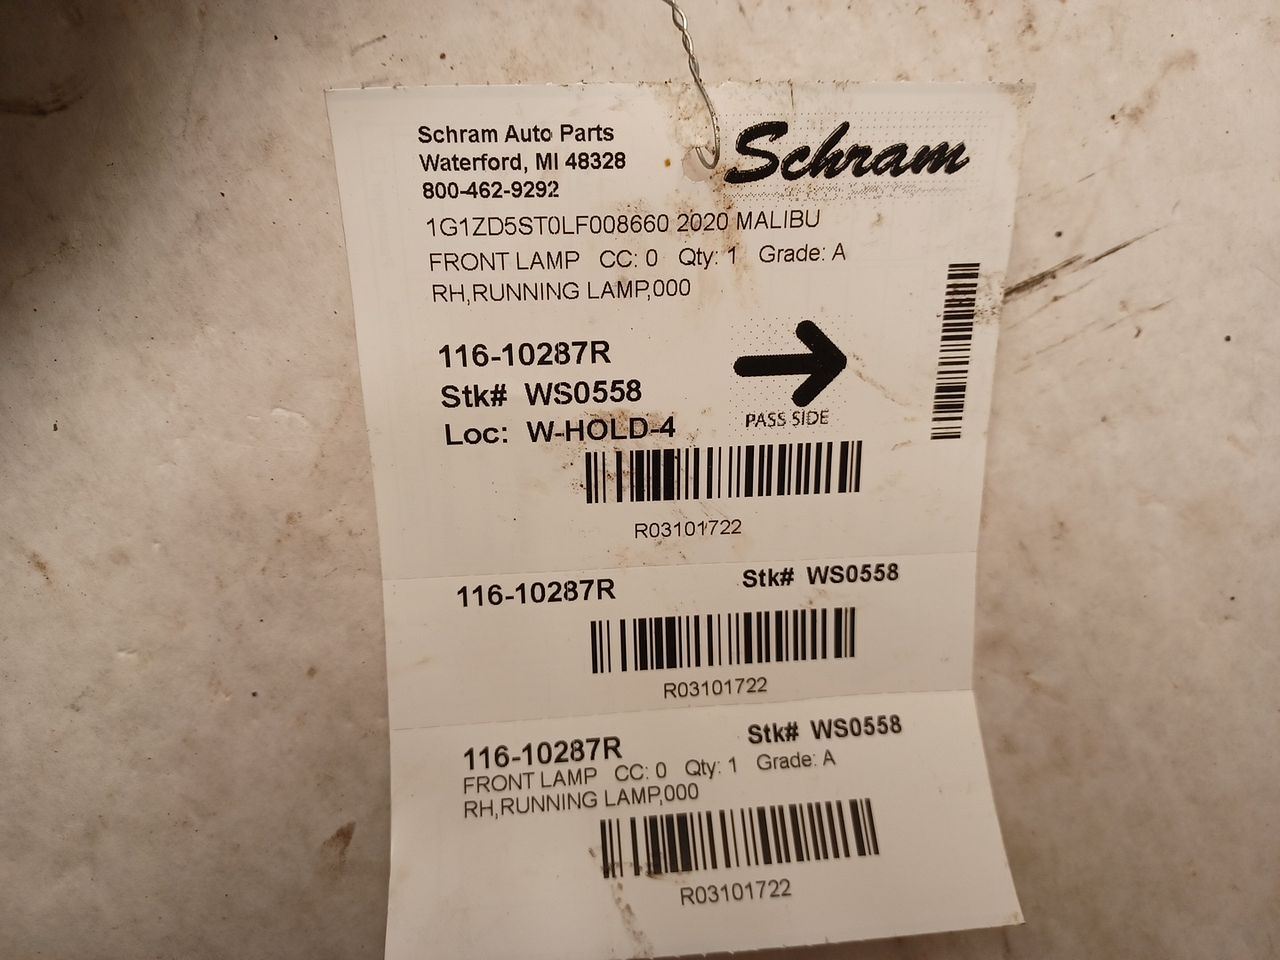 Schram Auto Parts
Waterford, MI 48328
800-462-9292
Schram
1G1ZD5ST0LF008660 2020 MALIBU
FRONT LAMP CC: 0 Qty: 1 Grade: A
RH,RUNNING LAMP,000
116-10287R
Stk# WS0558
Loc: W-HOLD-4
PASS SIDE
R03101722
116-10287R Stk# WS0558
R03101722
116-10287R Stk# WS0558
FRONT LAMP CC: 0 Qty: 1 Grade: A
RH,RUNNING LAMP,000
R03101722